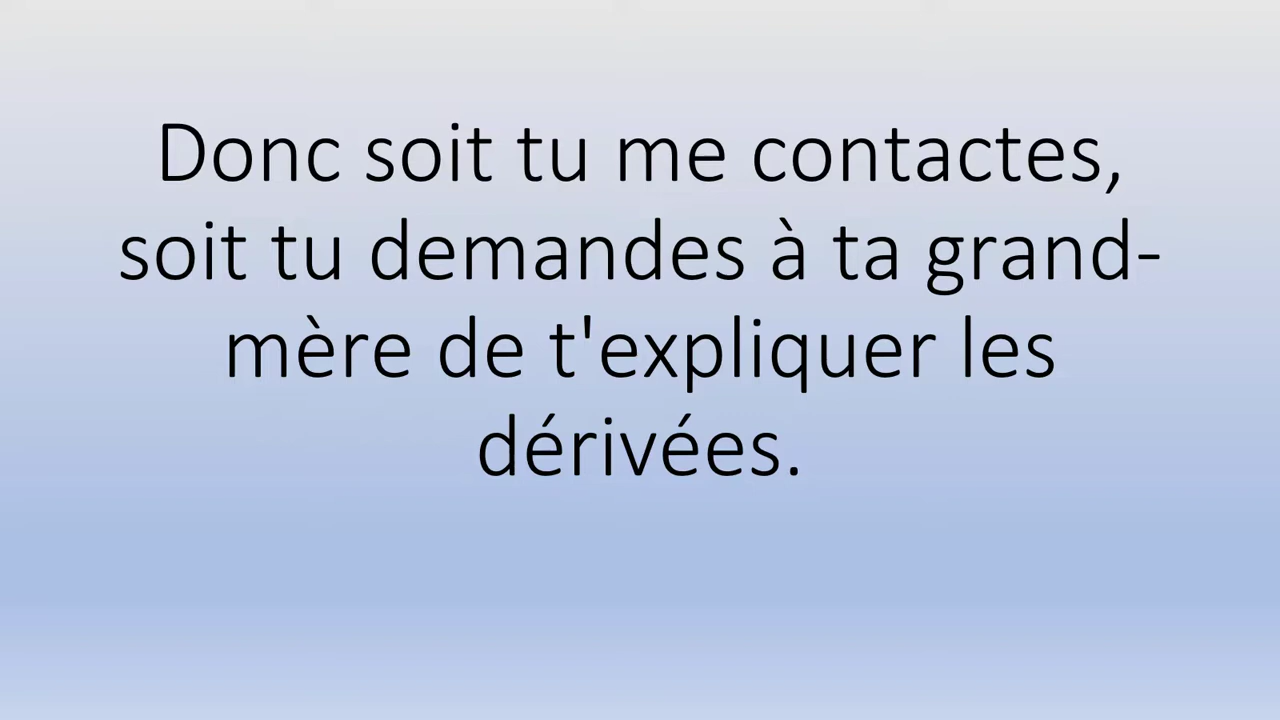 Donc soit tu me contactes,
soit tu demandes à ta grand-
mère de t'expliquer les
dérivées.